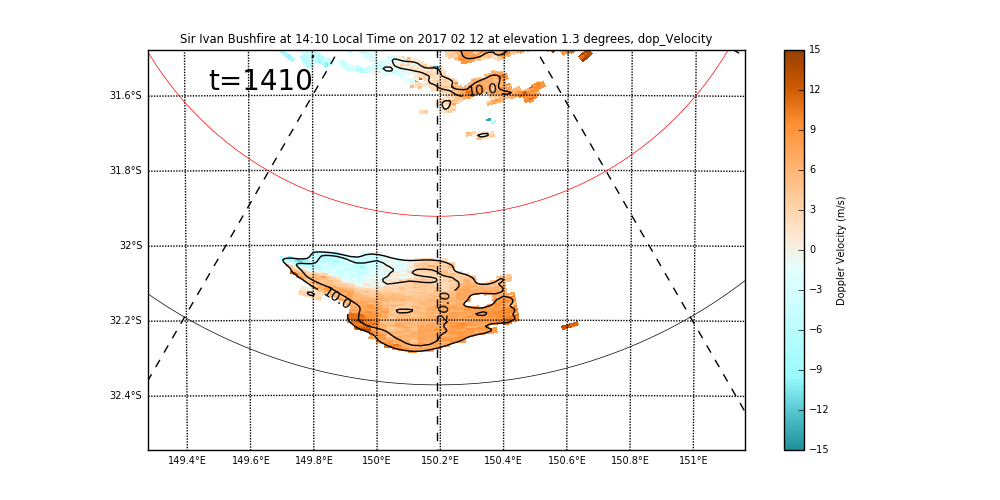 Sir Ivan Bushfire at 14:10 Local Time on 2017 02 12 at elevation 1.3 degrees, dop_Velocity
t=1410
10.0
10.0
20.0
31.6°S
31.8°S
32°S
32.2°S
32.4°S
149.4°E 149.6°E 149.8°E 150°E 150.2°E 150.4°E 150.6°E 150.8°E 151°E
15
12
9
6
3
0
−3
−6
−9
−12
−15
Doppler Velocity (m/s)